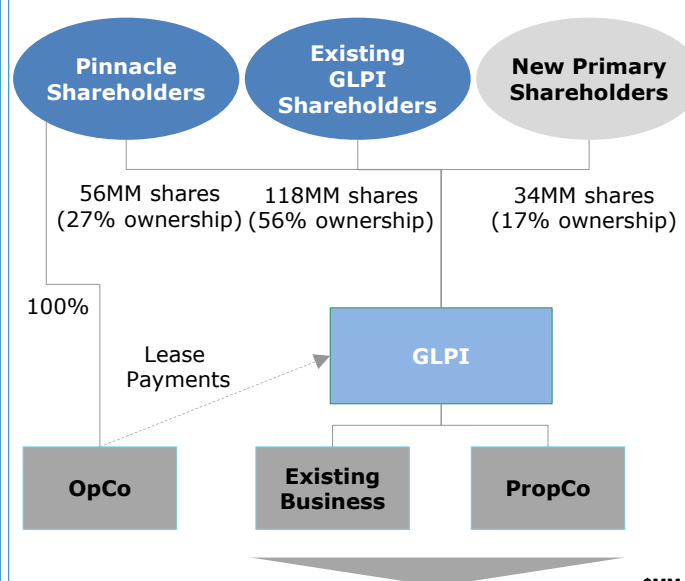 Pinnacle
Shareholders
Existing
GLPI
Shareholders
New Primary
Shareholders
56MM shares
(27% ownership)
118MM shares
(56% ownership)
34MM shares
(17% ownership)
100%
Lease
Payments
GLPI
OpCo
Existing
Business
PropCo